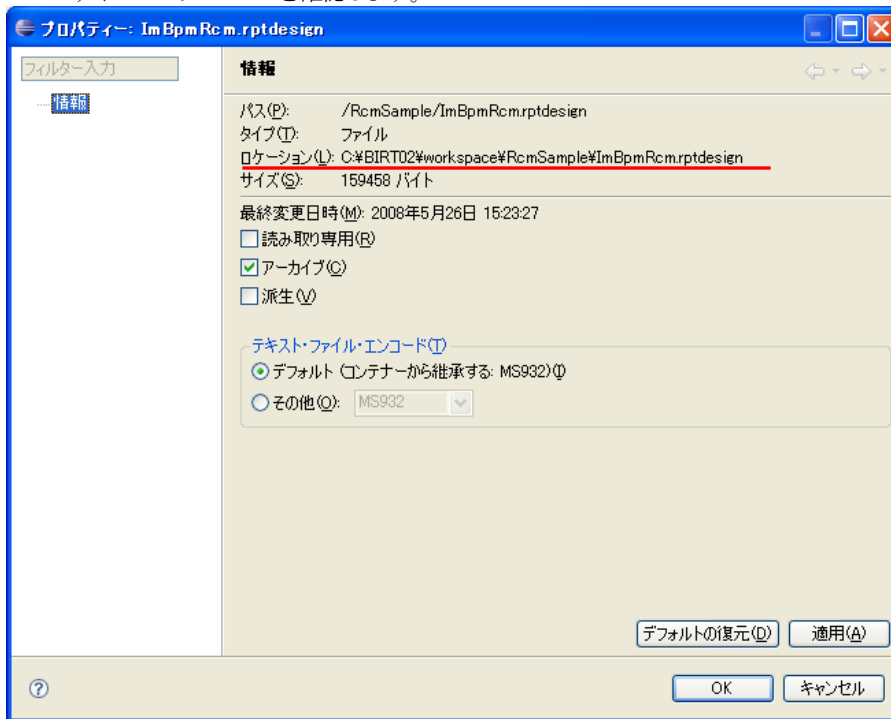 プロパティー: ImBpmRcm.rptdesign
フィルター入力
情報
情報
パス(P): /RcmSample/ImBpmRcm.rptdesign
タイプ(T): ファイル
ロケーション(L): C:¥BIRT02¥workspace¥RcmSample¥ImBpmRcm.rptdesign
サイズ(S): 159458 バイト
最終変更日時(M): 2008年5月26日 15:23:27
読み取り専用(R)
アーカイブ(C)
派生(V)
テキスト・ファイル・エンコード(T)
デフォルト (コンテナーから継承する: MS932)(I)
その他(O): MS932
デフォルトの復元(D) 適用(A)
OK キャンセル